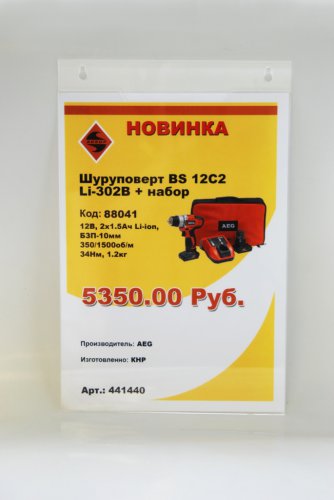 НОВИНКА
Шуруповерт BS 12C2
Li-302B + набор
Код: 88041
12В, 2х1.5Ач Li-ion,
БЗП-10мм
350/1500об/м
34Нм, 1.2кг
AEG
5350.00 Руб.
Производитель: AEG
Изготовлено: КНР
Арт.: 441440